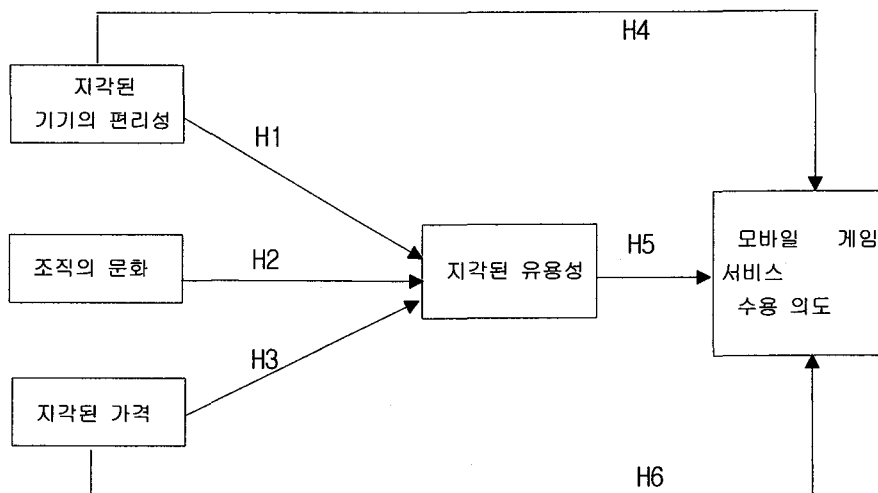 H4
지각된
기기의 편리성
H1
조직의 문화
H2
지각된 유용성
H5
모바일 게임
서비스
수용 의도
H3
지각된 가격
H6